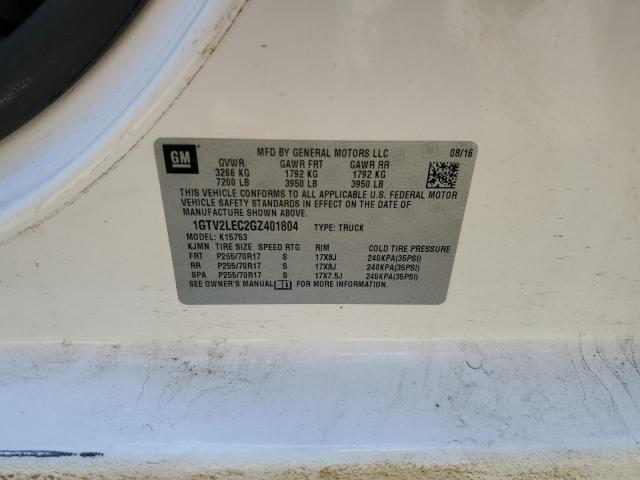 GM
MFD BY GENERAL MOTORS LLC 08/16
GVWR GAWR FRT GAWR RR
3266 KG 1792 KG 1792 KG
7200 LB 3950 LB 3950 LB
THIS VEHICLE CONFORMS TO ALL APPLICABLE U.S. FEDERAL MOTOR
VEHICLE SAFETY STANDARDS IN EFFECT ON THE DATE OF
MANUFACTURE SHOWN ABOVE.
1GTV2LEC2GZ401804 TYPE: TRUCK
MODEL: K15753
KJMN TIRE SIZE SPEED RTG RIM COLD TIRE PRESSURE
FRT P255/70R17 S 17X8J 240KPA(35PSI)
RR P255/70R17 S 17X8J 240KPA(35PSI)
SPA P255/70R17 S 17X7.5J 240KPA(35PSI)
SEE OWNER'S MANUAL FOR MORE INFORMATION.